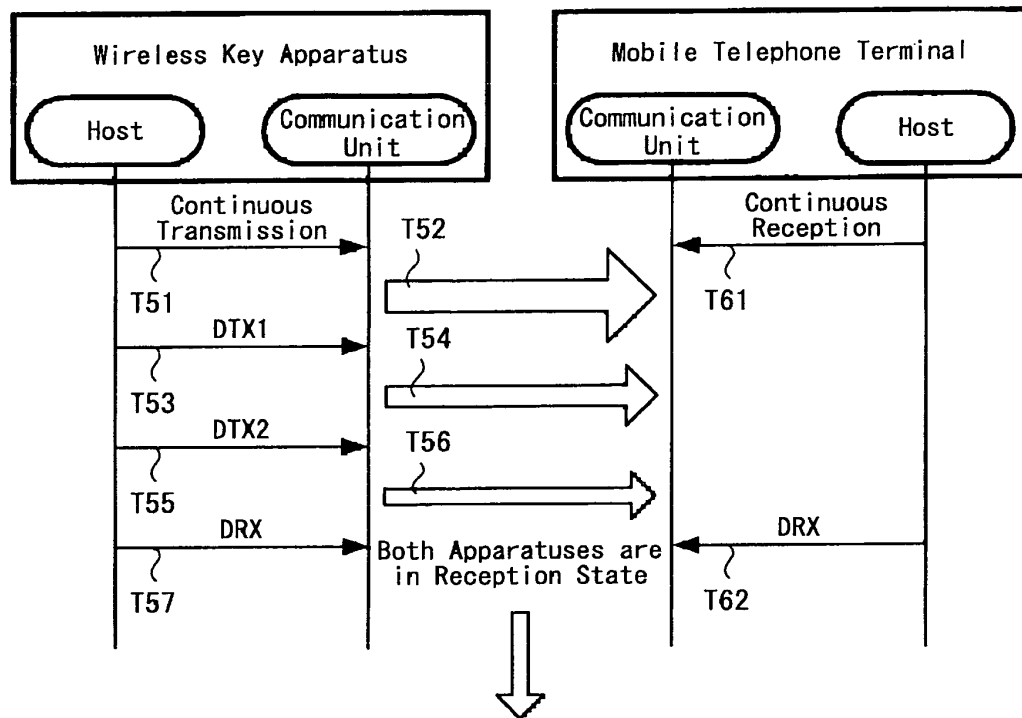 Wireless Key Apparatus
Mobile Telephone Terminal
Host
Communication
Unit
Communication
Unit
Host
Continuous
Transmission
T52
Continuous
Reception
T51
T61
DTX1
T54
T53
DTX2
T56
T55
DRX
Both Apparatuses are
in Reception State
DRX
T57
T62